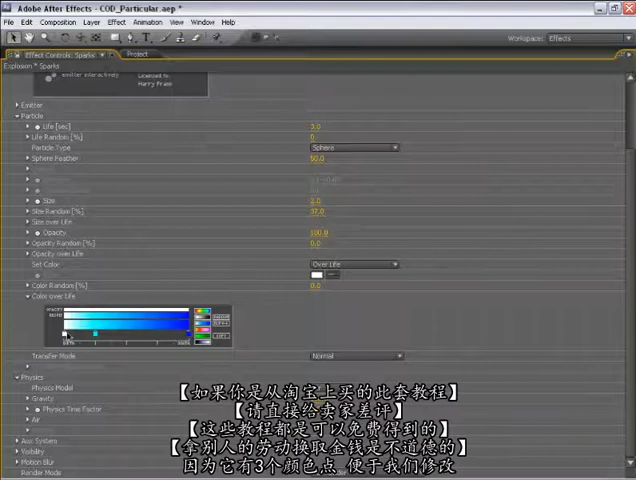 Adobe After Effects - COD_Particular.aep *
File Edit Composition Layer Effect Animation View Window Help
Workspace: Effects
Effect Controls: Sparks Project
Explosion * Sparks
emitter interactively
Licensed to:
Harry Frank
Emitter
Particle
Life [sec] 3.0
Life Random [%] 0
Particle Type Sphere
Sphere Feather 50.0
Size 2.0
Size Random [%] 37.0
Size over Life
Opacity 100.0
Opacity Random [%] 0.0
Opacity over Life
Set Color Over Life
Color Random [%] 0.0
Color over Life
Transfer Mode Normal
Physics
Physics Model
Gravity
Physics Time Factor
Air
Aux System
Visibility
Motion Blur
Render Mode
【如果你是从淘宝上买的此套教程】
【请直接给卖家差评】
【这些教程都是可以免费得到的】
【拿别人的劳动换取金钱是不道德的】
因为它有3个颜色点 便于我们修改